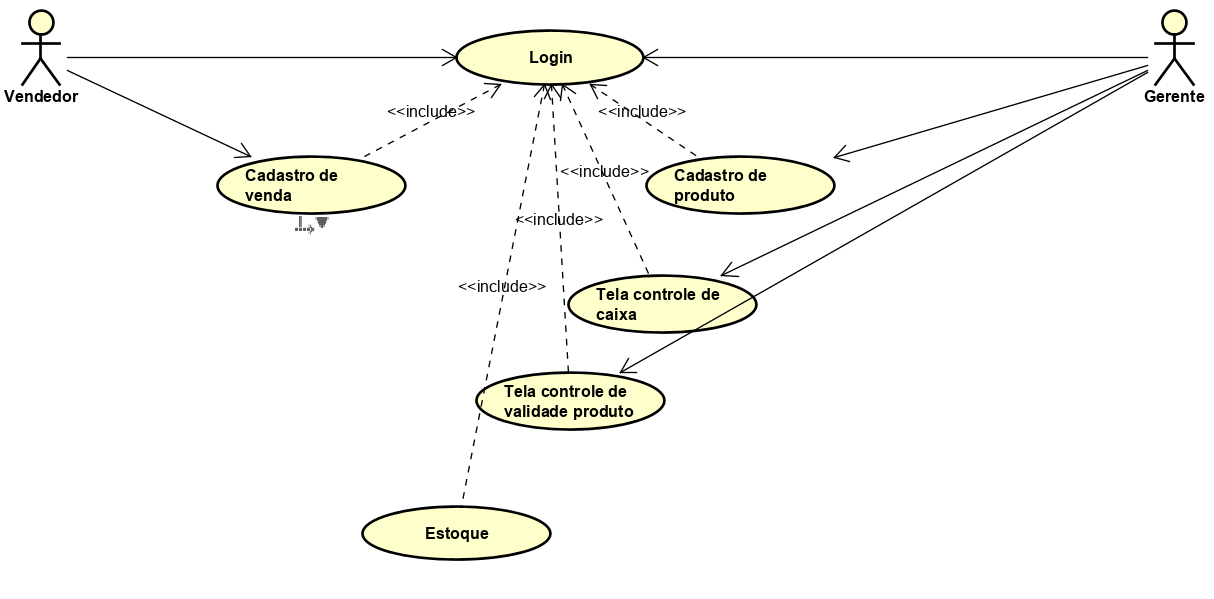 Login
Vendedor
Gerente
<<include>>
<<include>>
Cadastro de
venda
<<include>>
Cadastro de
produto
<<include>>
<<include>>
Tela controle de
caixa
Tela controle de
validade produto
Estoque